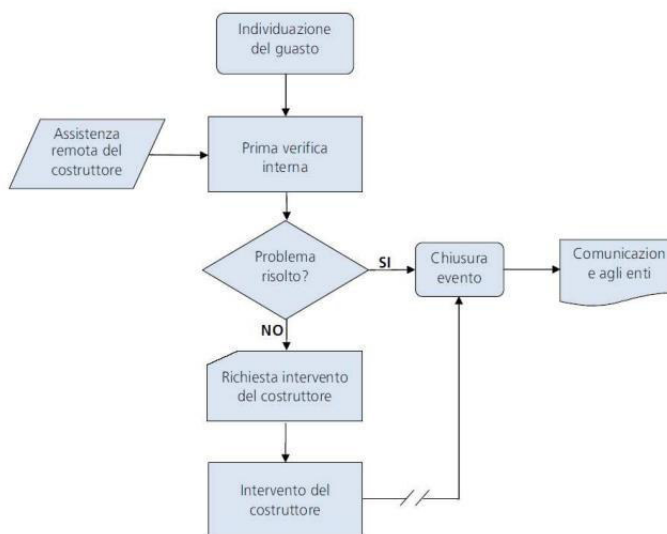 Individuazione
del guasto
Assistenza
remota del
costruttore
Prima verifica
interna
Problema
risolto?
SI
Chiusura
evento
Comunicazion
e agli enti
NO
Richiesta intervento
del costruttore
Intervento del
costruttore